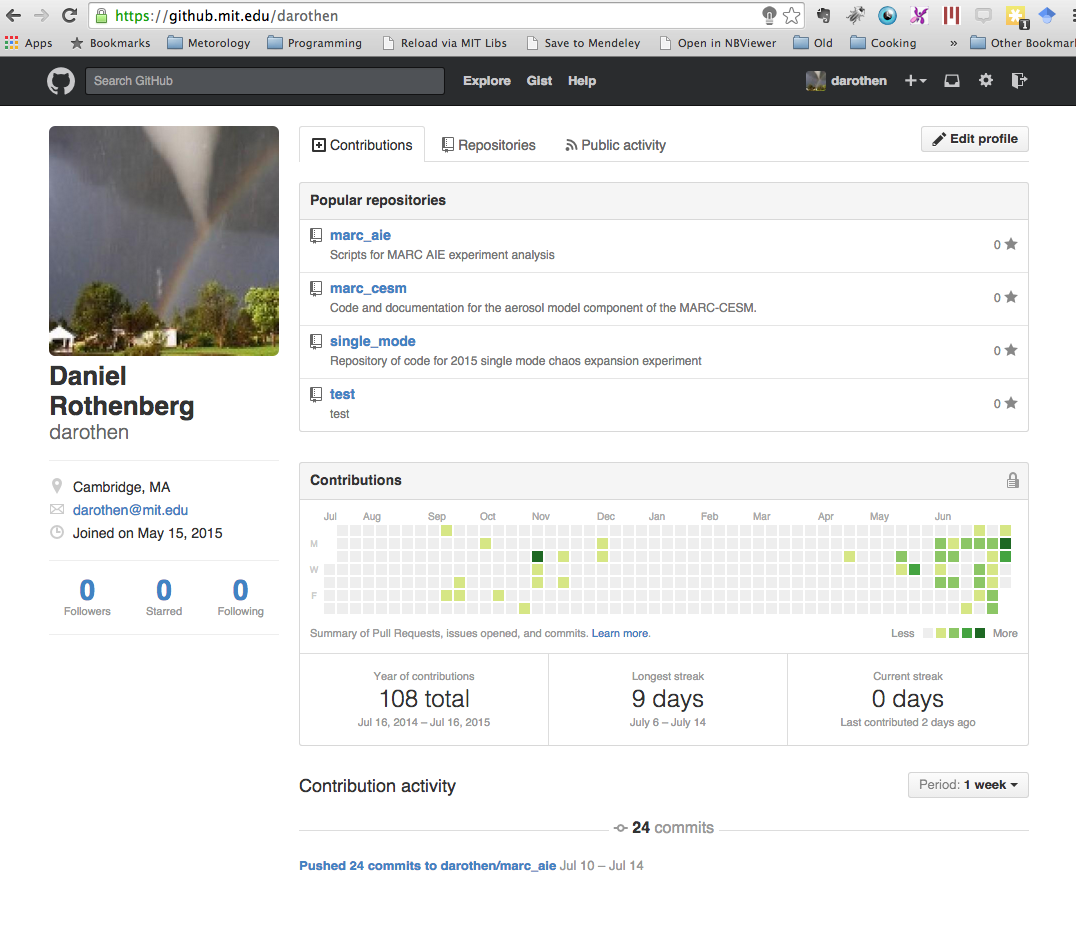 https://github.mit.edu/darothen
1
Apps Bookmarks Metorology Programming Reload via MIT Libs Save to Mendeley Open in NBViewer Old Cooking » Other Bookmar
Search GitHub Explore Gist Help darothen
Contributions Repositories Public activity Edit profile
Popular repositories
marc_aie
Scripts for MARC AIE experiment analysis
0
marc_cesm
Code and documentation for the aerosol model component of the MARC-CESM.
0
single_mode
Repository of code for 2015 single mode chaos expansion experiment
0
test
test
0
Daniel
Rothenberg
darothen
Cambridge, MA
darothen@mit.edu
Joined on May 15, 2015
0 0 0
Followers Starred Following
Contributions
Jul Aug Sep Oct Nov Dec Jan Feb Mar Apr May Jun
M
W
F
Summary of Pull Requests, issues opened, and commits. Learn more. Less More
Year of contributions
108 total
Jul 16, 2014 – Jul 16, 2015
Longest streak
9 days
July 6 – July 14
Current streak
0 days
Last contributed 2 days ago
Contribution activity Period: 1 week
24 commits
Pushed 24 commits to darothen/marc_aie Jul 10 – Jul 14